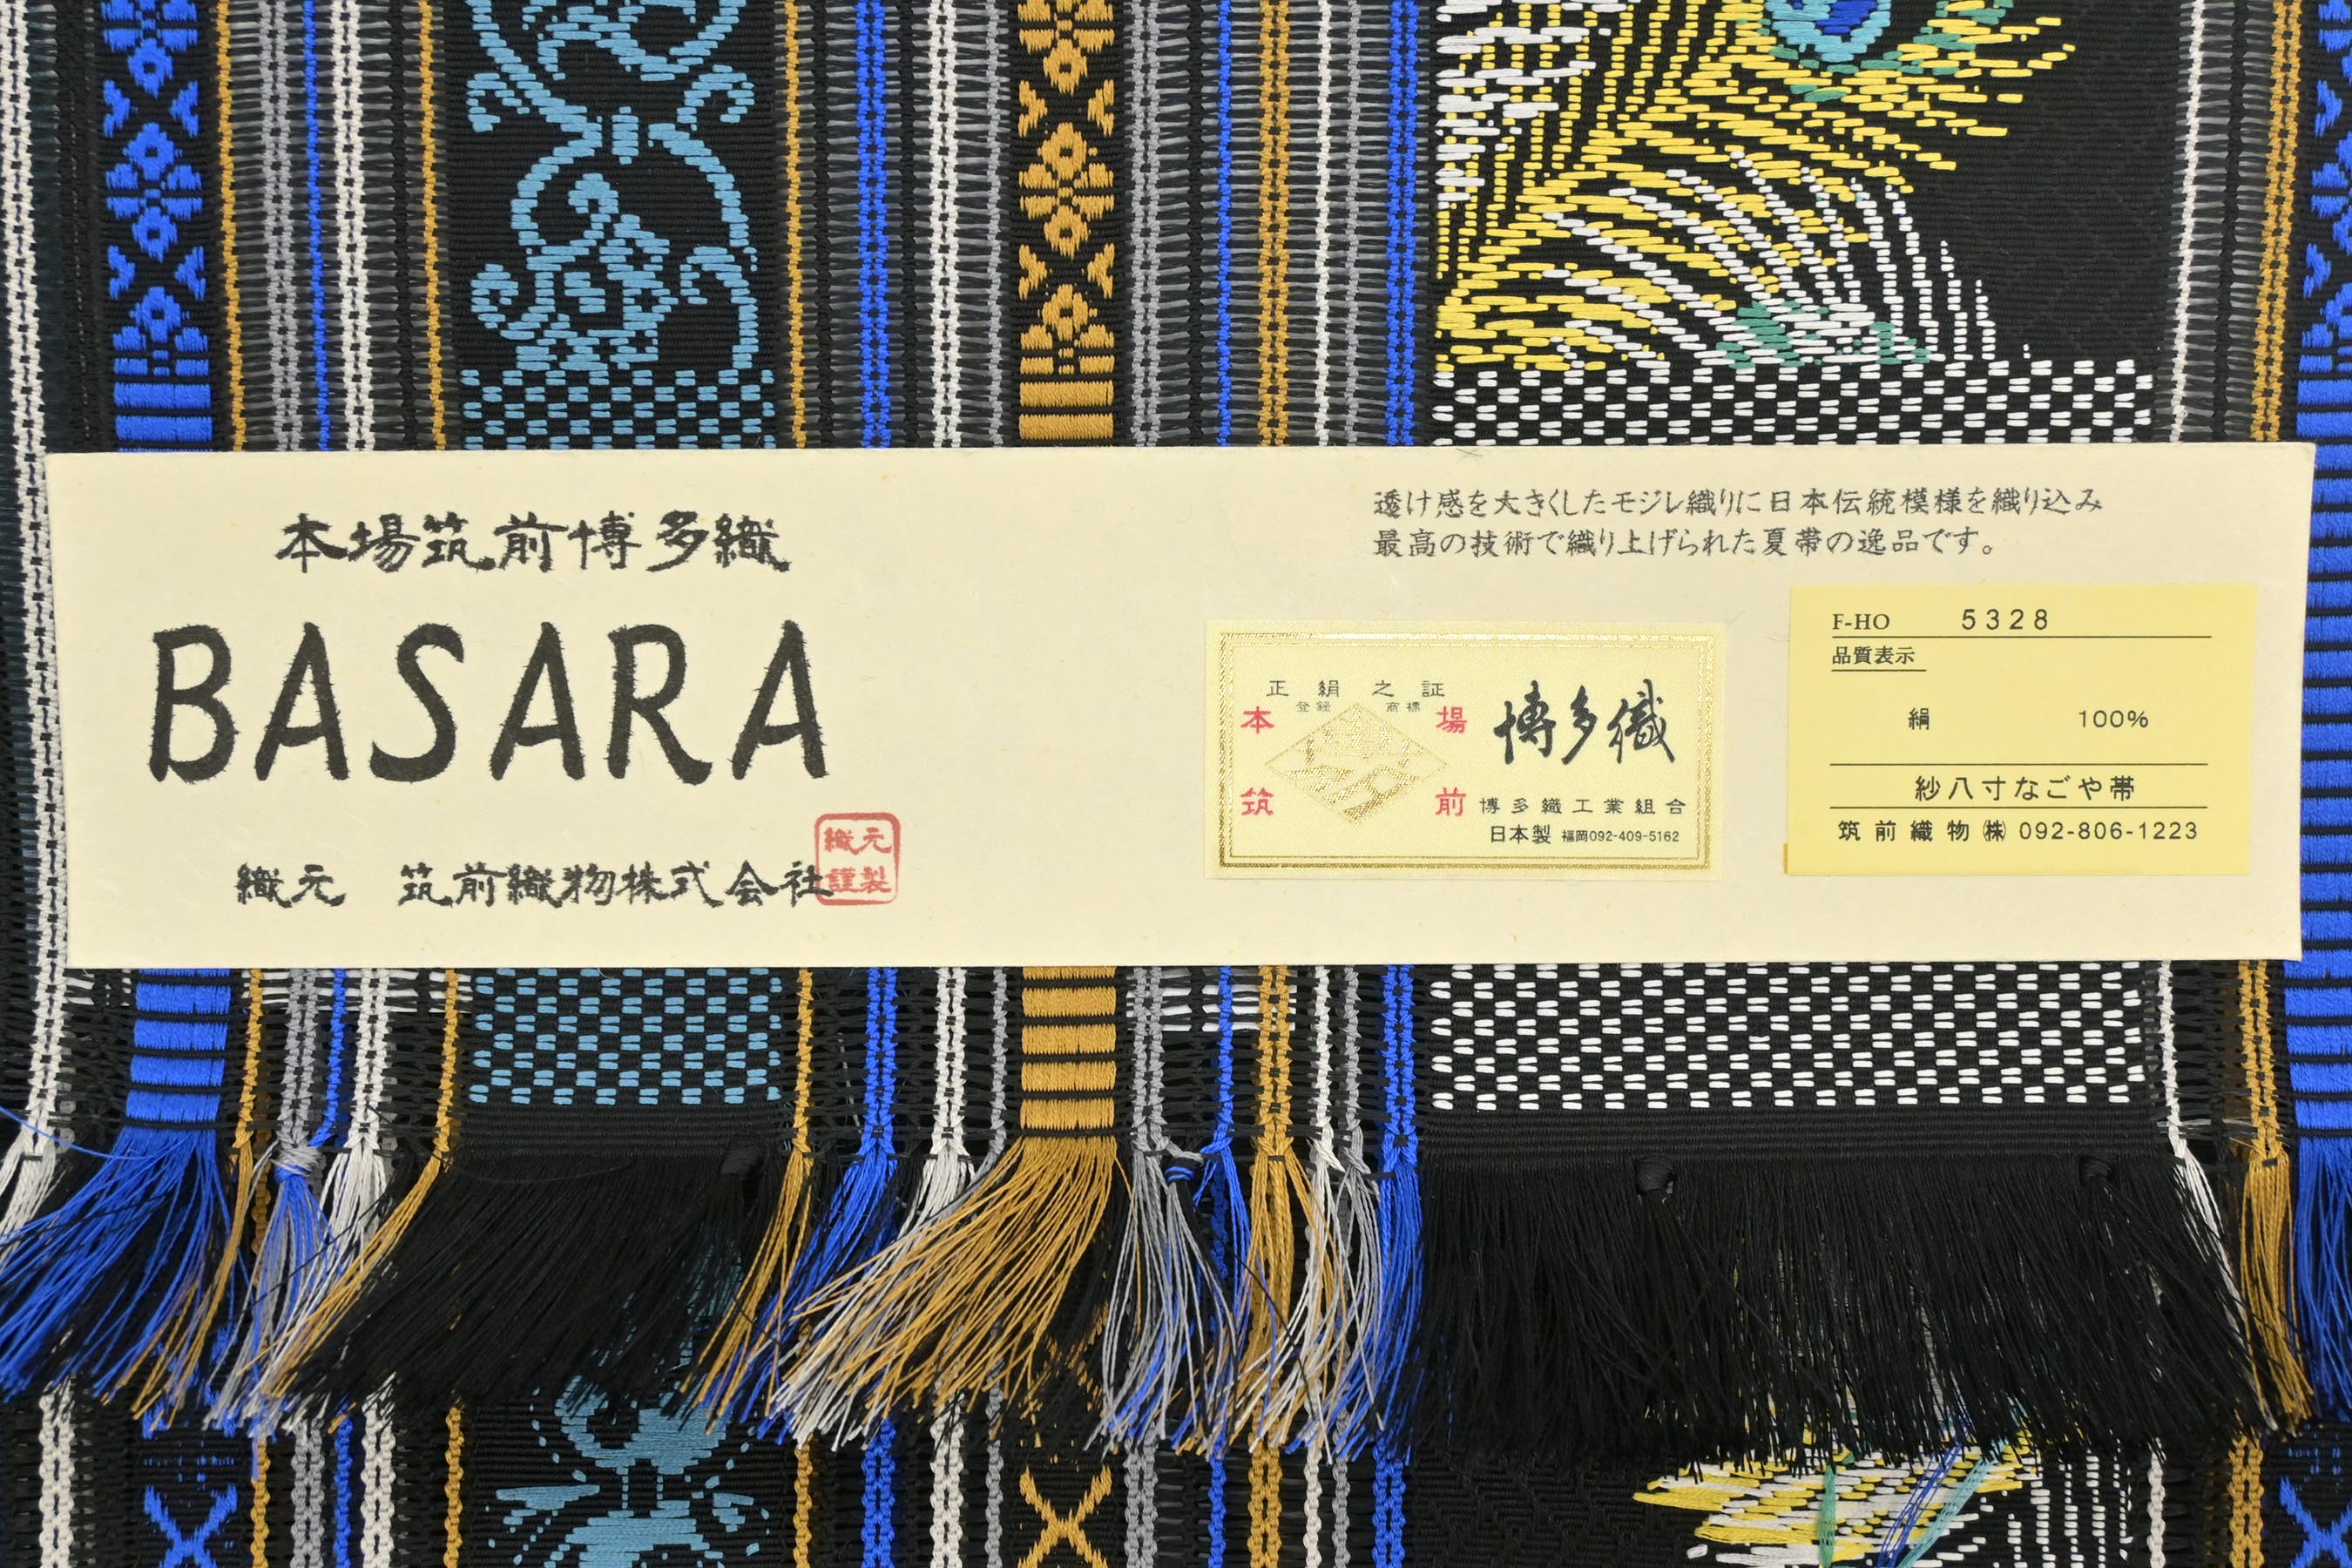 本場筑前博多織
BASARA
織元　筑前織物株式会社
織元
謹製
透け感を大きくしたモジレ織りに日本伝統模様を織り込み
最高の技術で織り上げられた夏帯の逸品です。
正絹之証
登録 商標
本場
筑前
博多織
博多織工業組合
日本製 福岡092-409-5162
F-HO 5328
品質表示
絹 100%
紗八寸なごや帯
筑前織物㈱ 092-806-1223